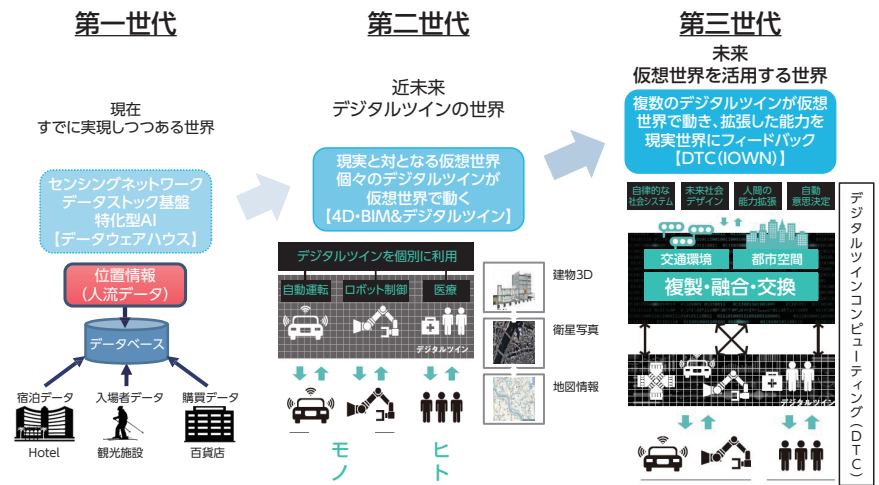 第一世代
現在
すでに実現しつつある世界
センシングネットワーク
データストック基盤
特化型AI
【データウェアハウス】
位置情報
(人流データ)
データベース
宿泊データ
入場者データ
購買データ
Hotel
観光施設
百貨店
第二世代
近未来
デジタルツインの世界
現実と対となる仮想世界
個々のデジタルツインが
仮想世界で動く
【4D・BIM&デジタルツイン】
デジタルツインを個別に利用
自動運転
ロボット制御
医療
デジタルツイン
建物3D
衛星写真
地図情報
モノ
ヒト
第三世代
未来
仮想世界を活用する世界
複数のデジタルツインが仮想
世界で動き、拡張した能力を
現実世界にフィードバック
【DTC(IOWN)】
自律的な
社会システム
未来社会
デザイン
人間の
能力拡張
自動
意思決定
交通環境
都市空間
複製・融合・交換
デジタルツイン
デジタルツインコンピューティング(DTC)